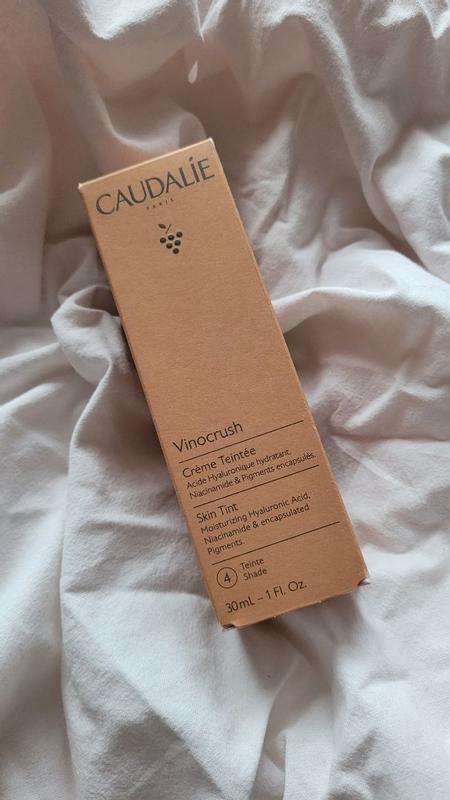 CAUDALÍE
PARIS
Vinocrush
Crème Teintée
Acide Hyaluronique hydratant,
Niacinamide & Pigments encapsulés.
Skin Tint
Moisturizing Hyaluronic Acid,
Niacinamide & encapsulated
Pigments.
4 Teinte
Shade
30mL – 1 Fl. Oz.